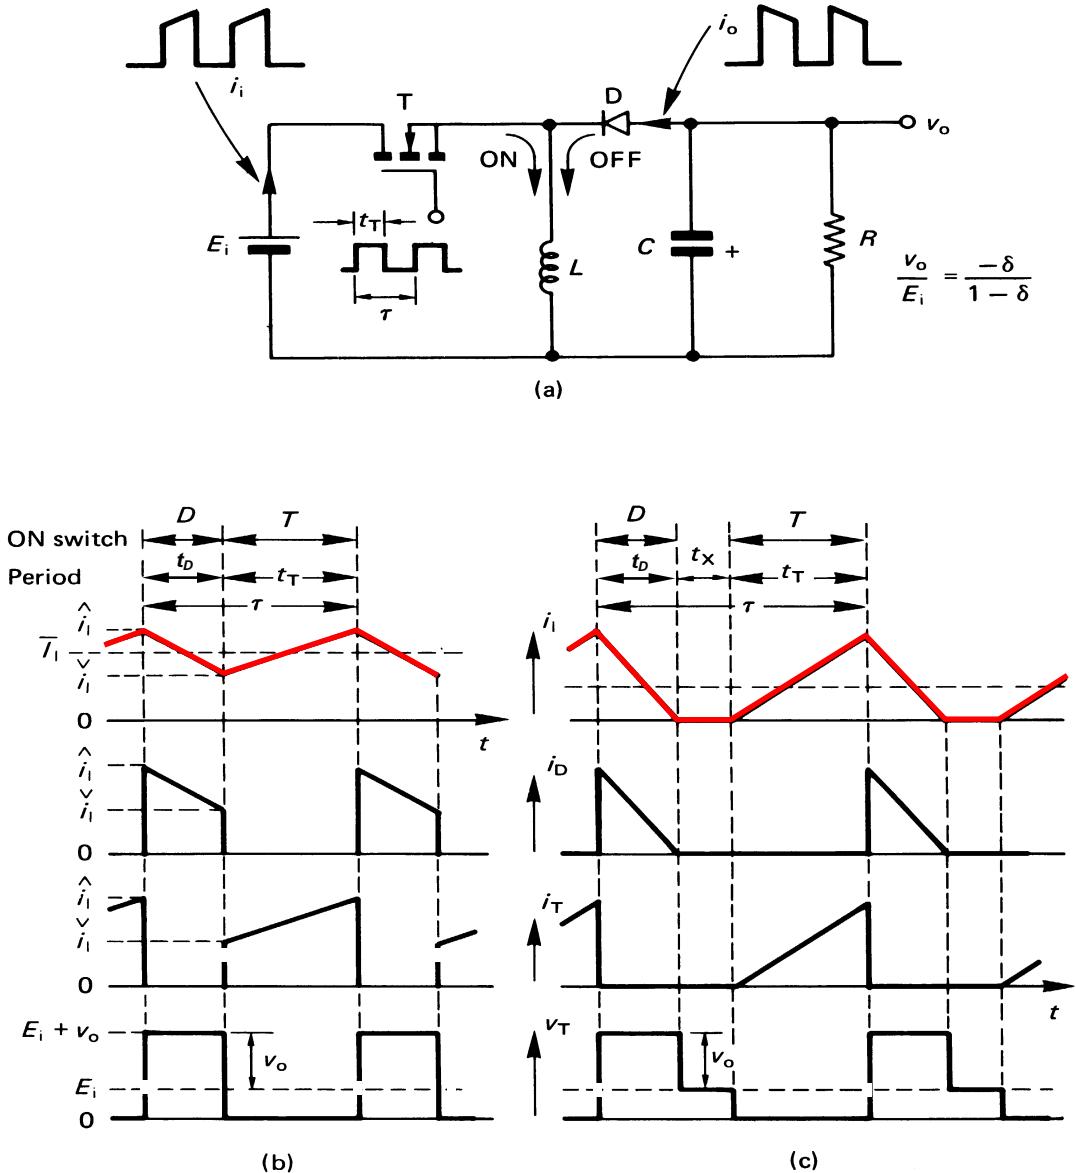 i_i
i_o
T
D
v_o
ON
OFF
t_T
E_i
τ
L
C
+
R
v_o / E_i = −δ / 1 − δ
(a)
D T
ON switch
Period t_D t_T
τ
î_l
Ī_l
ǐ_l
0
t
î_l
ǐ_l
0
î_l
ǐ_l
0
E_i + v_o
v_o
E_i
0
(b)
D T
t_D t_X t_T
τ
i_l
i_D
i_T
t
v_T
v_o
(c)